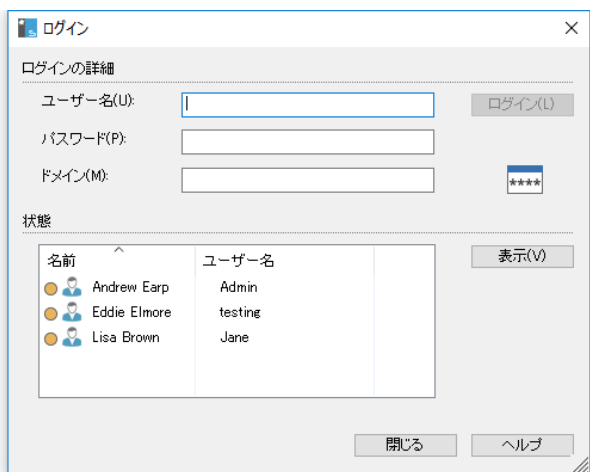 ログイン
ログインの詳細
ユーザー名(U):
ログイン(L)
パスワード(P):
ドメイン(M):
****
状態
名前 ユーザー名
表示(V)
Andrew Earp Admin
Eddie Elmore testing
Lisa Brown Jane
閉じる ヘルプ